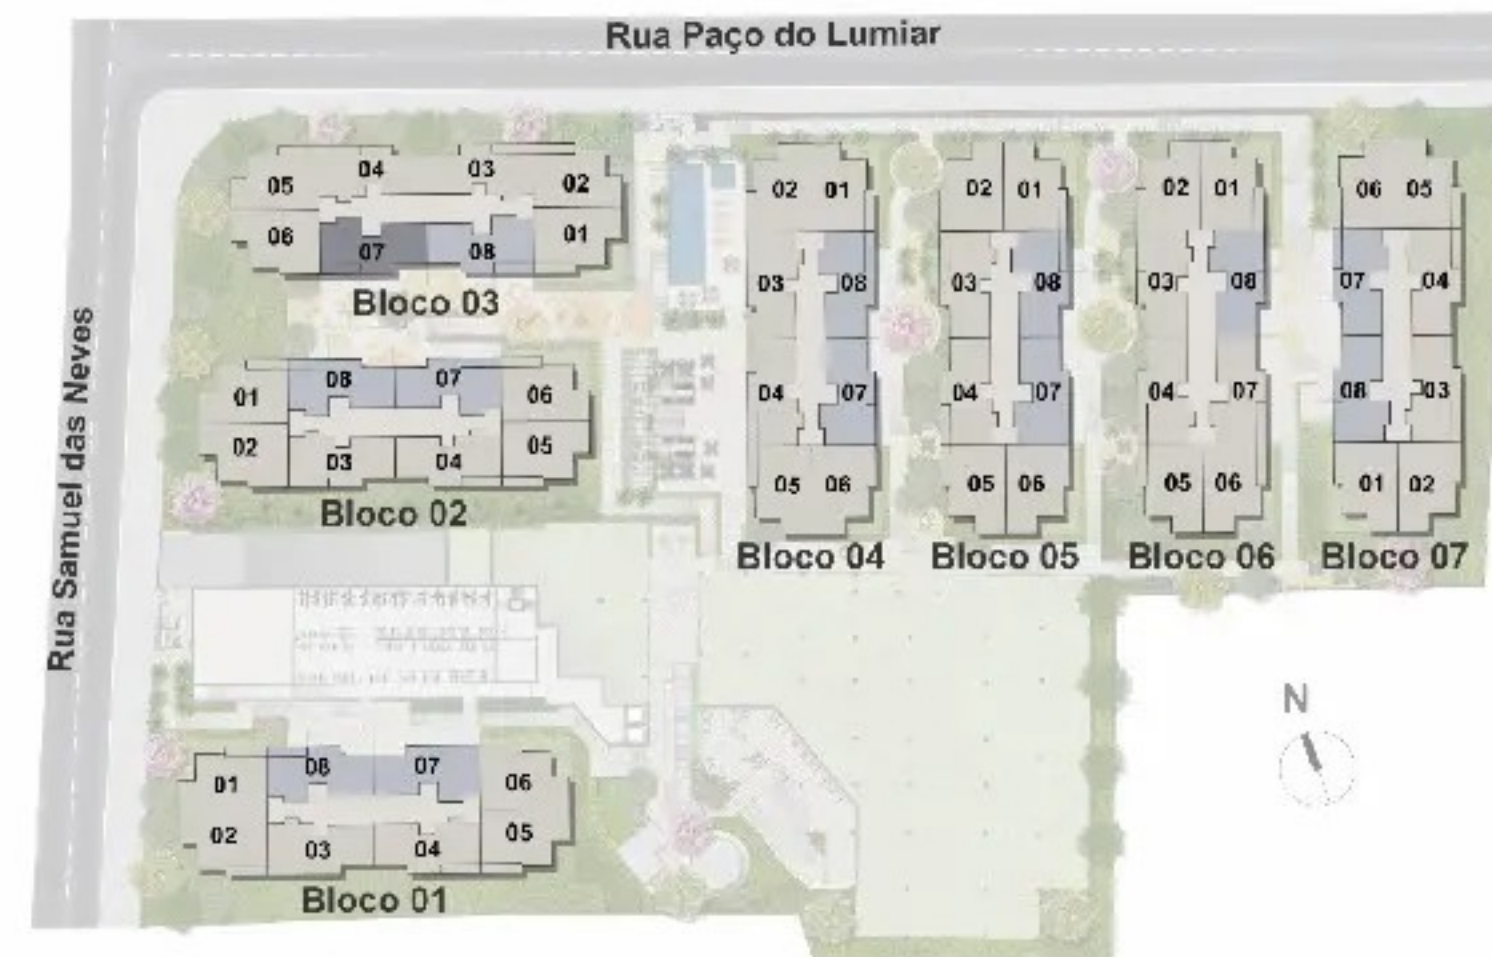 Rua Paço do Lumiar
Rua Samuel das Neves
04 03
05 02
06 01
07 08
Bloco 03
08 07
01 06
02 05
03 04
Bloco 02
08 07
01 06
02 05
03 04
Bloco 01
02 01
03 08
04 07
05 06
Bloco 04
02 01
03 08
04 07
05 06
Bloco 05
02 01
03 08
04 07
05 06
Bloco 06
06 05
07 04
08 03
01 02
Bloco 07
N